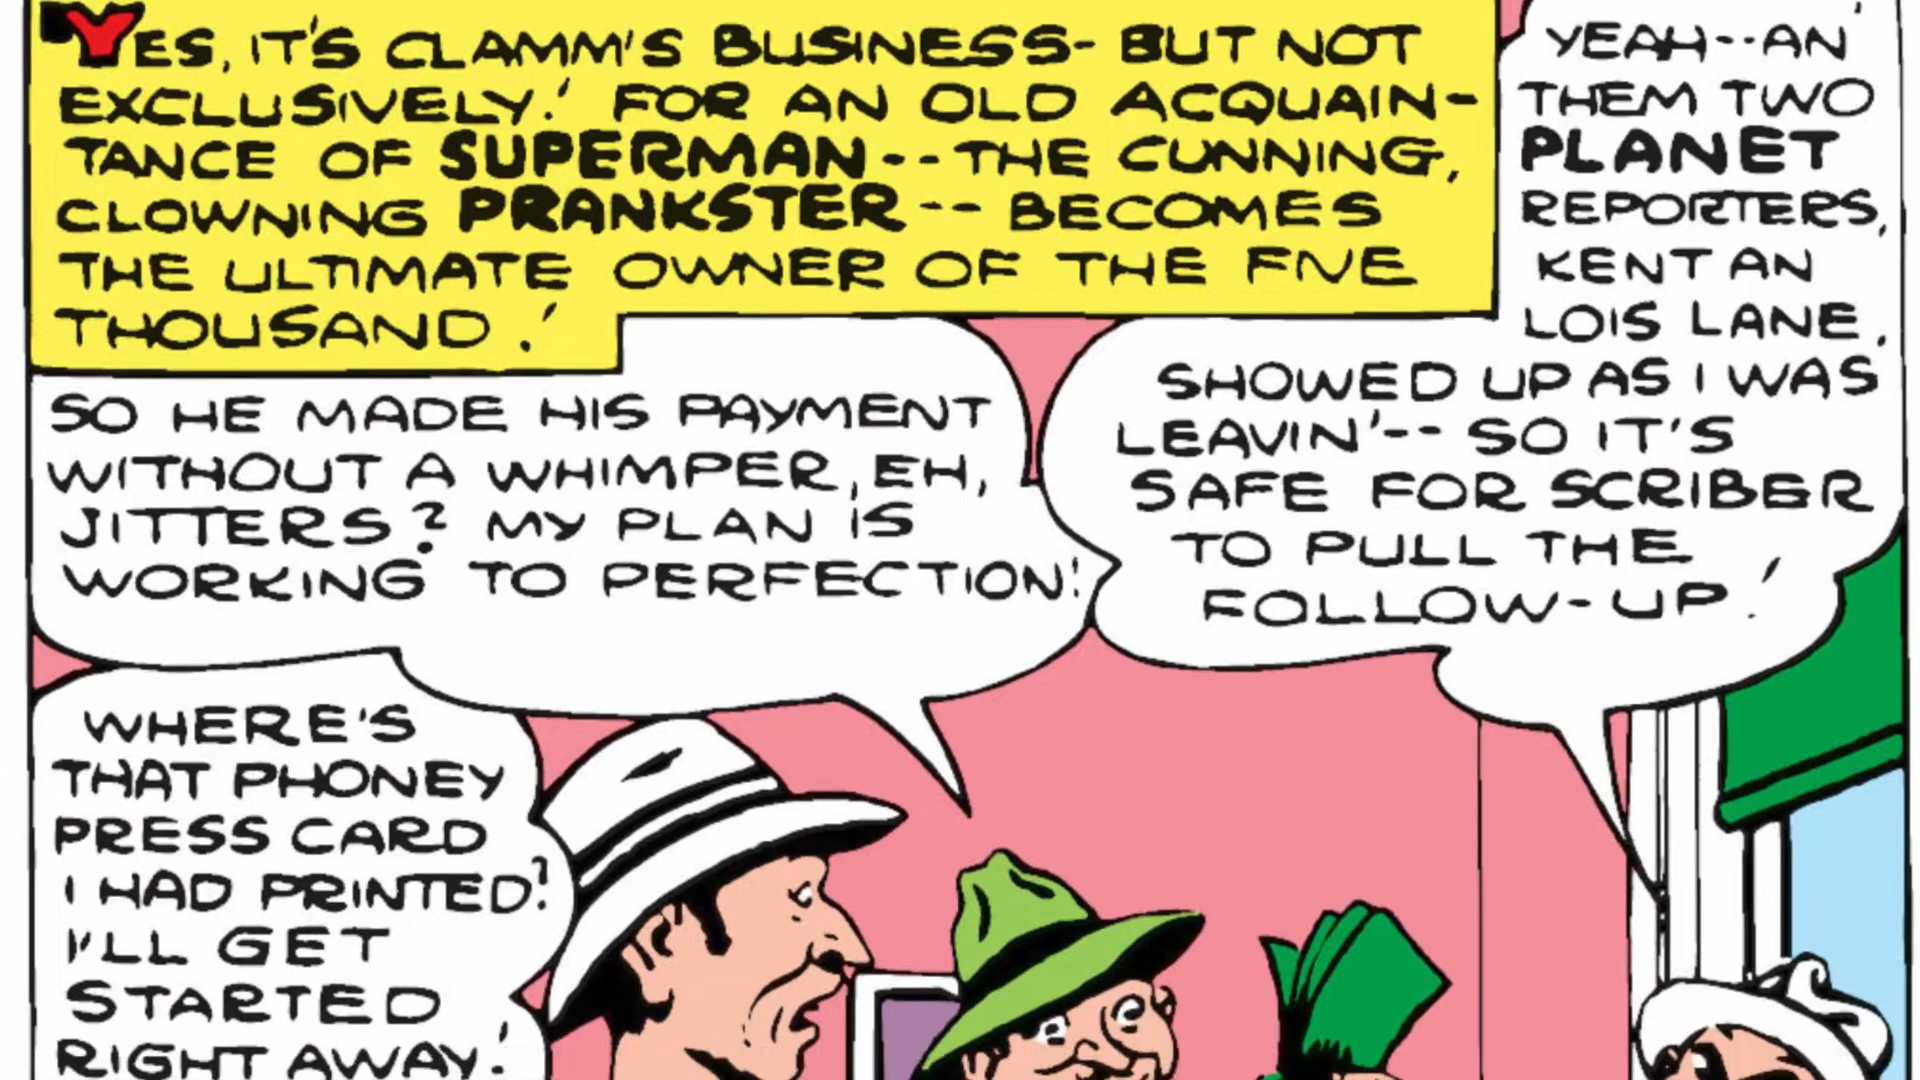 YES, IT'S CLAMM'S BUSINESS- BUT NOT
EXCLUSIVELY! FOR AN OLD ACQUAIN-
TANCE OF SUPERMAN--THE CUNNING,
CLOWNING PRANKSTER -- BECOMES
THE ULTIMATE OWNER OF THE FIVE
THOUSAND!
SO HE MADE HIS PAYMENT
WITHOUT A WHIMPER, EH,
JITTERS? MY PLAN IS
WORKING TO PERFECTION!
YEAH--AN'
THEM TWO
PLANET
REPORTERS,
KENT AN
LOIS LANE,
SHOWED UP AS I WAS
LEAVIN'-- SO IT'S
SAFE FOR SCRIBER
TO PULL THE
FOLLOW-UP!
WHERE'S
THAT PHONEY
PRESS CARD
I HAD PRINTED?
I'LL GET
STARTED
RIGHT AWAY!